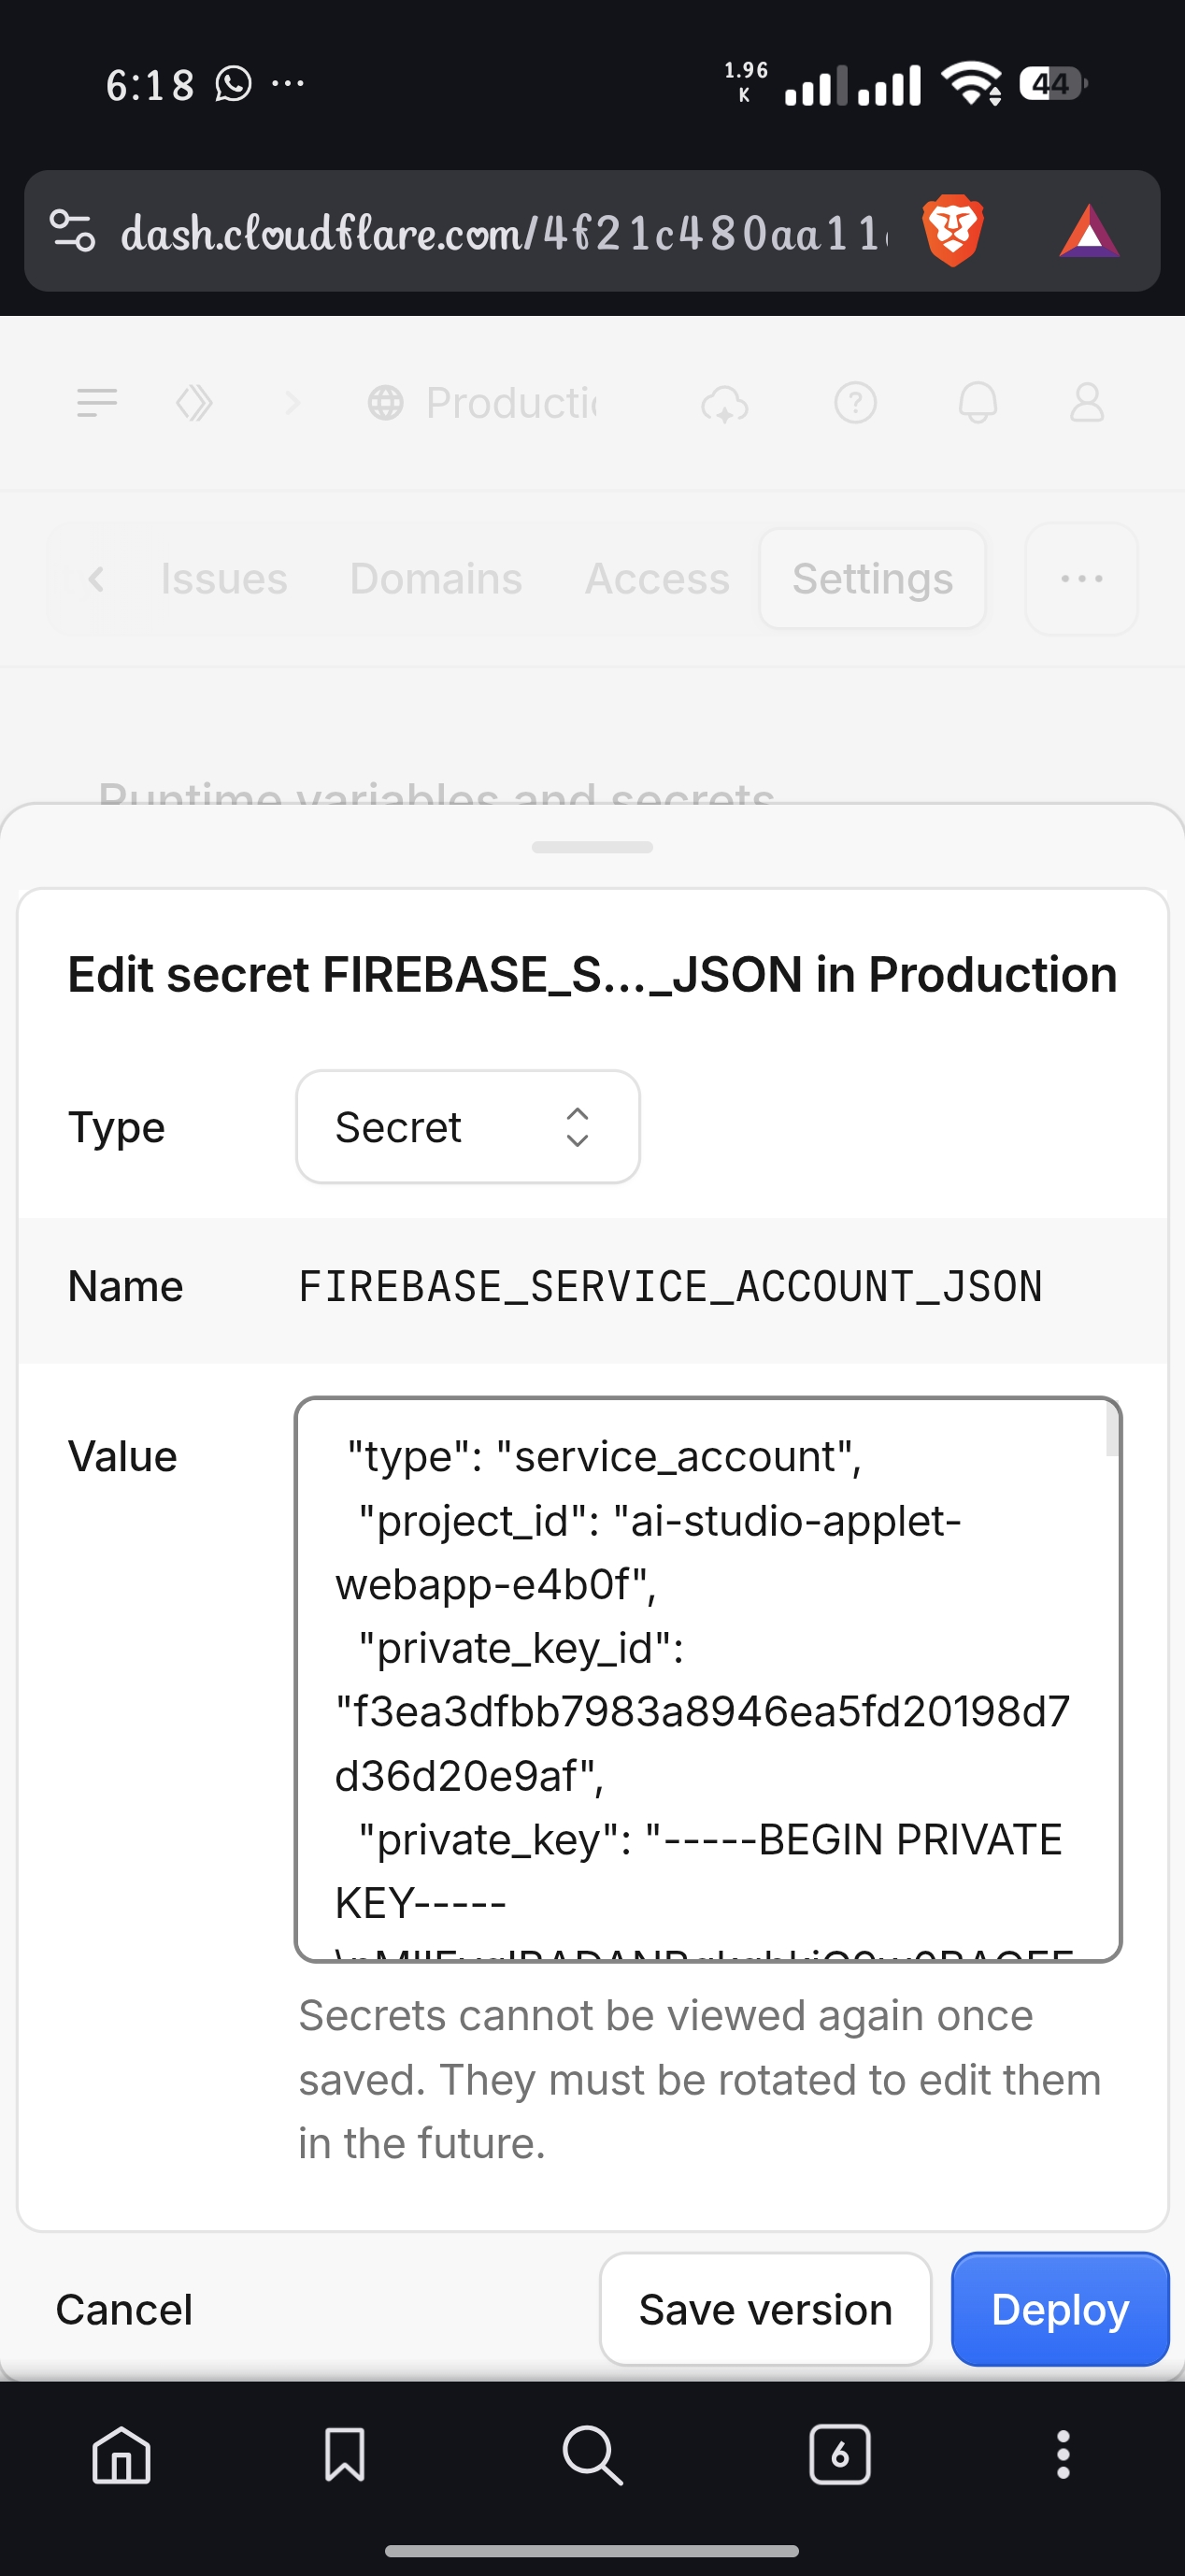 6:18 ...
1.96
K
44
dash.cloudflare.com/4f21c480aa11
Producti
Issues Domains Access Settings ...
Runtime variables and secrets
Edit secret FIREBASE_S..._JSON in Production
Type Secret
Name FIREBASE_SERVICE_ACCOUNT_JSON
Value "type": "service_account",
"project_id": "ai-studio-applet-
webapp-e4b0f",
"private_key_id":
"f3ea3dfbb7983a8946ea5fd20198d7
d36d20e9af",
"private_key": "-----BEGIN PRIVATE
KEY-----
Secrets cannot be viewed again once
saved. They must be rotated to edit them
in the future.
Cancel Save version Deploy
6